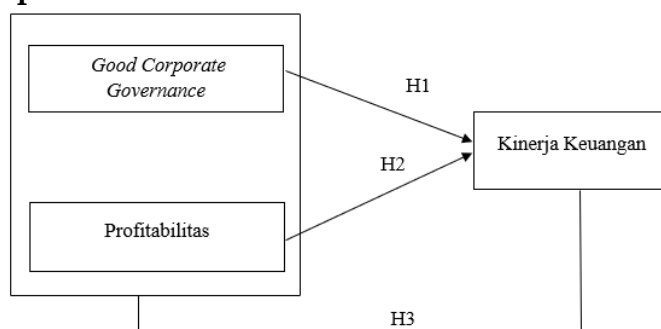 Good Corporate
Governance
H1
Kinerja Keuangan
H2
Profitabilitas
H3